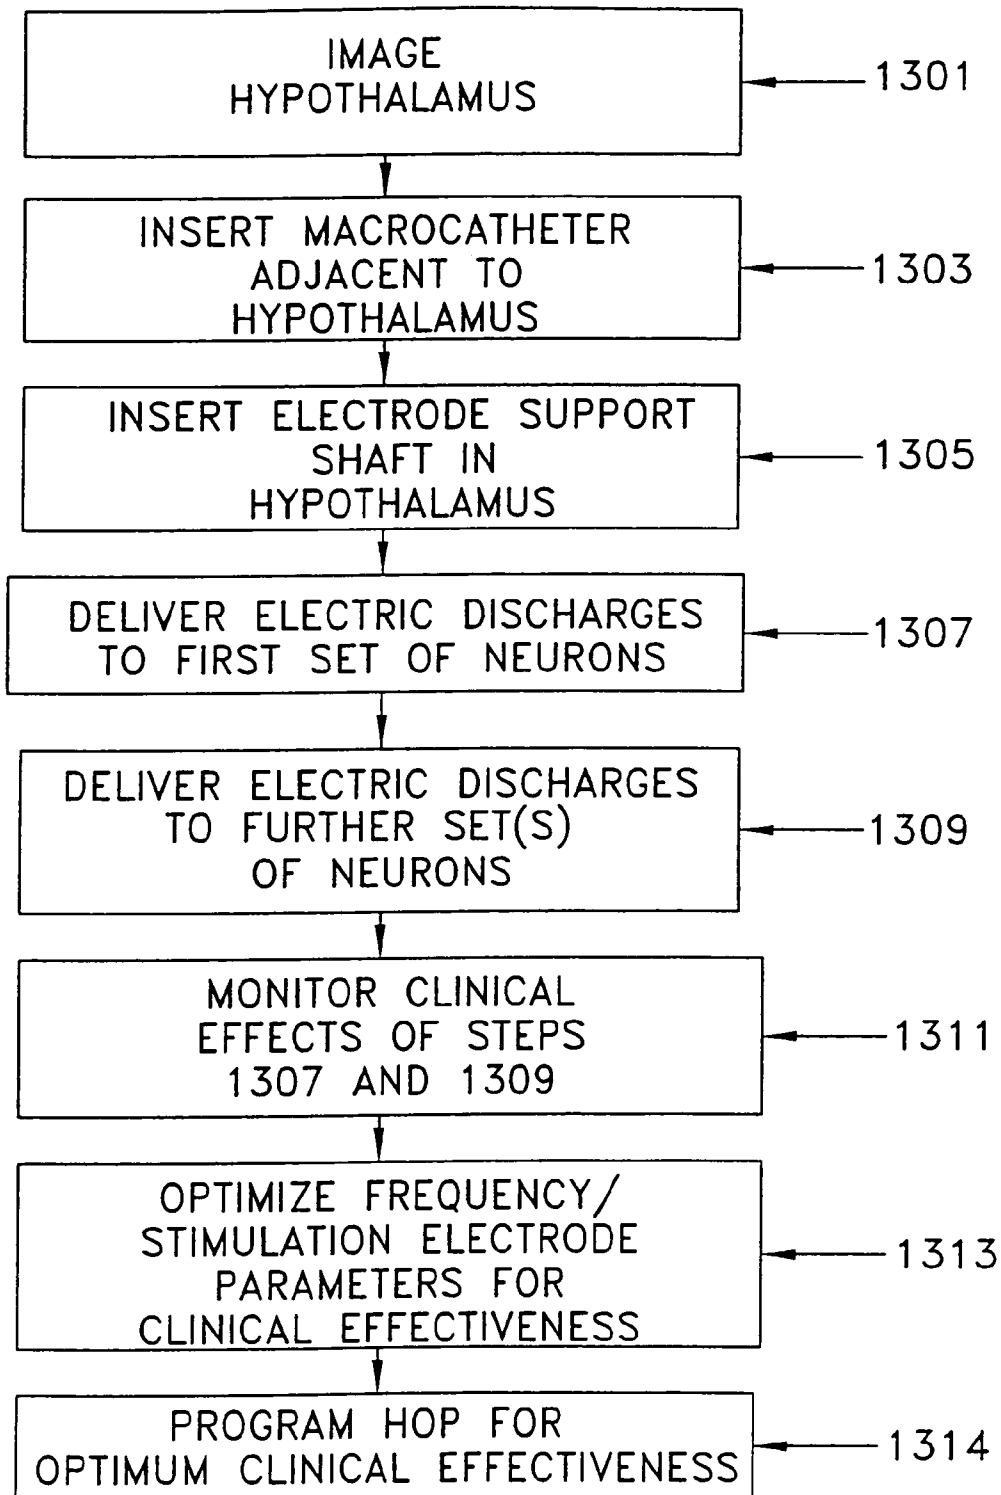 IMAGE
HYPOTHALAMUS
1301
INSERT MACROCATHETER
ADJACENT TO
HYPOTHALAMUS
1303
INSERT ELECTRODE SUPPORT
SHAFT IN
HYPOTHALAMUS
1305
DELIVER ELECTRIC DISCHARGES
TO FIRST SET OF NEURONS
1307
DELIVER ELECTRIC DISCHARGES
TO FURTHER SET(S)
OF NEURONS
1309
MONITOR CLINICAL
EFFECTS OF STEPS
1307 AND 1309
1311
OPTIMIZE FREQUENCY/
STIMULATION ELECTRODE
PARAMETERS FOR
CLINICAL EFFECTIVENESS
1313
PROGRAM HOP FOR
OPTIMUM CLINICAL EFFECTIVENESS
1314